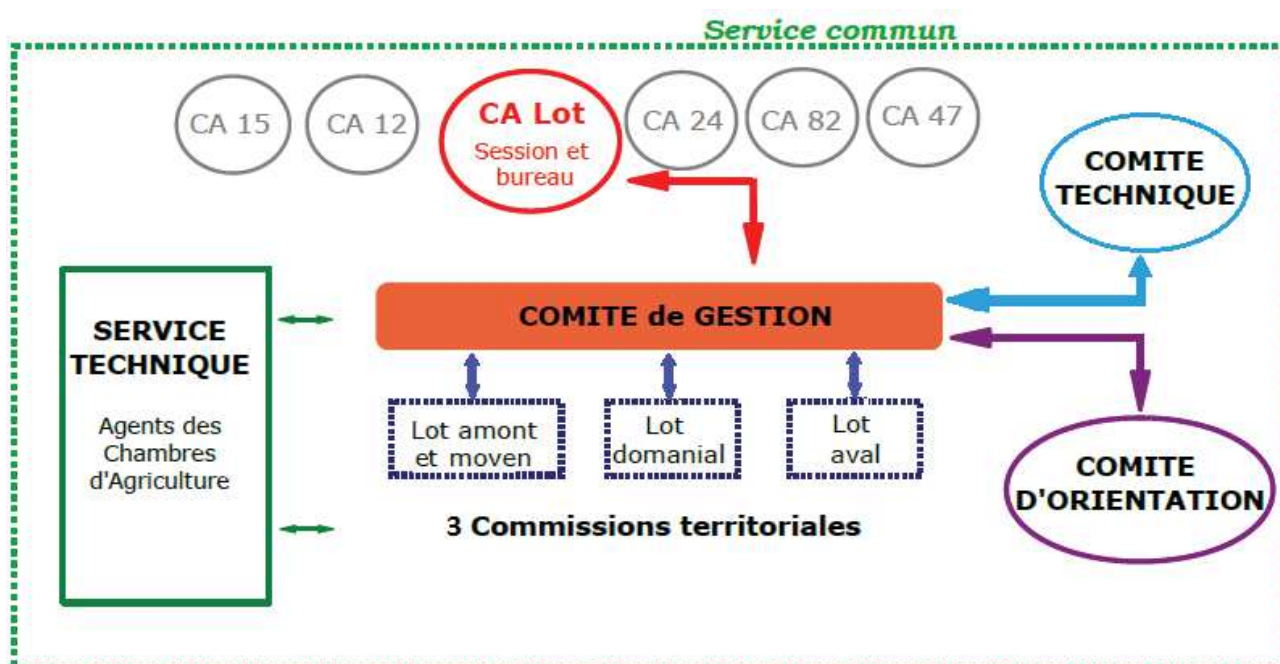 Service commun
CA 15
CA 12
CA Lot
Session et
bureau
CA 24
CA 82
CA 47
COMITE
TECHNIQUE
SERVICE
TECHNIQUE
Agents des
Chambres
d'Agriculture
COMITE de GESTION
Lot amont
et moven
Lot
domanial
Lot
aval
3 Commissions territoriales
COMITE
D'ORIENTATION